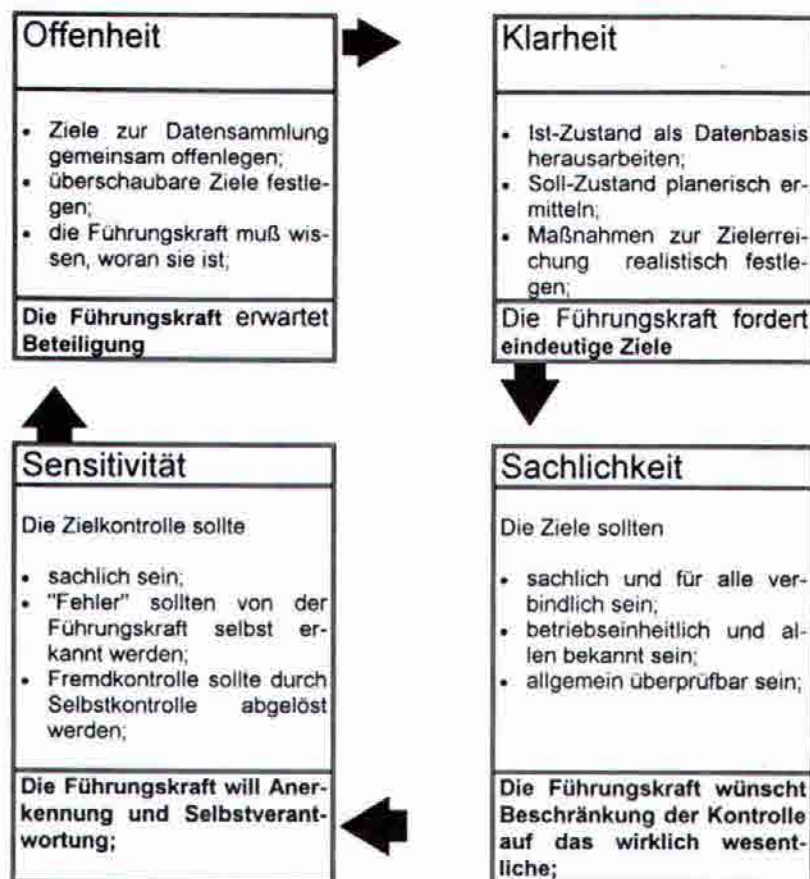 Offenheit
• Ziele zur Datensammlung
gemeinsam offenlegen;
• überschaubare Ziele festle-
gen;
• die Führungskraft muß wis-
sen, woran sie ist;
Die Führungskraft erwartet
Beteiligung
Klarheit
• Ist-Zustand als Datenbasis
herausarbeiten;
• Soll-Zustand planerisch er-
mitteln;
• Maßnahmen zur Zielerrei-
chung realistisch festle-
gen;
Die Führungskraft fordert
eindeutige Ziele
Sachlichkeit
Die Ziele sollten
• sachlich und für alle ver-
bindlich sein;
• betriebseinheitlich und al-
len bekannt sein;
• allgemein überprüfbar sein;
Die Führungskraft wünscht
Beschränkung der Kontrolle
auf das wirklich wesent-
liche;
Sensitivität
Die Zielkontrolle sollte
• sachlich sein;
• "Fehler" sollten von der
Führungskraft selbst er-
kannt werden;
• Fremdkontrolle sollte durch
Selbstkontrolle abgelöst
werden;
Die Führungskraft will Aner-
kennung und Selbstverant-
wortung;